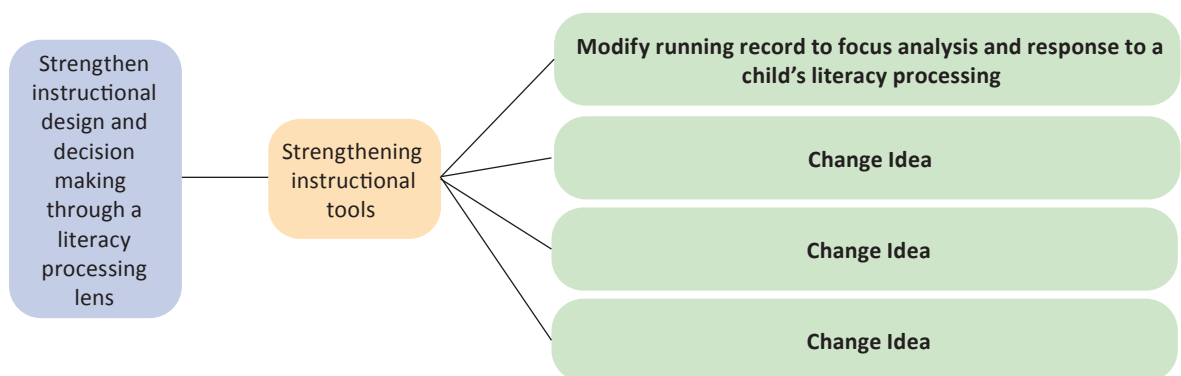 Strengthen
instructional
design and
decision
making
through a
literacy
processing
lens
Strengthening
instructional
tools
Modify running record to focus analysis and response to a
child’s literacy processing
Change Idea
Change Idea
Change Idea